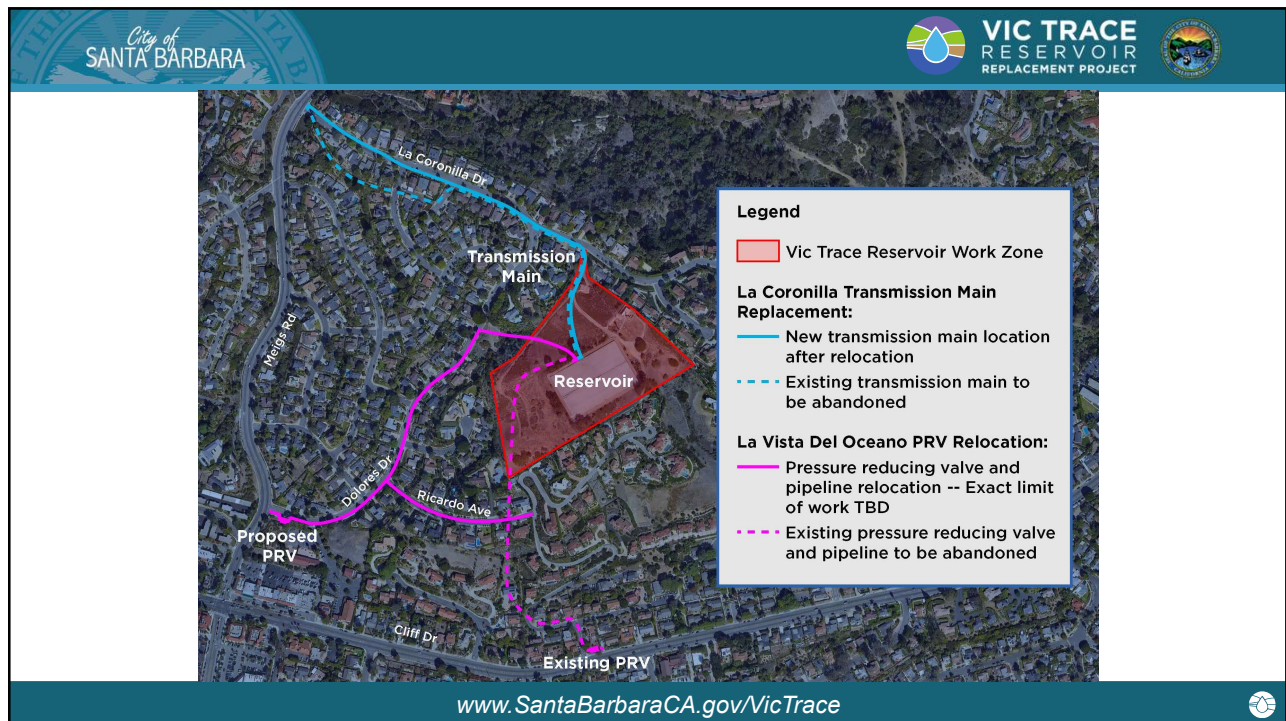 City of
SANTA BARBARA
VIC TRACE
RESERVOIR
REPLACEMENT PROJECT
La Coronilla Dr
Transmission
Main
Meigs Rd
Reservoir
Dolores Dr
Ricardo Ave
Proposed
PRV
Cliff Dr
Existing PRV
Legend
Vic Trace Reservoir Work Zone
La Coronilla Transmission Main
Replacement:
New transmission main location
after relocation
Existing transmission main to
be abandoned
La Vista Del Oceano PRV Relocation:
Pressure reducing valve and
pipeline relocation -- Exact limit
of work TBD
Existing pressure reducing valve
and pipeline to be abandoned
www.SantaBarbaraCA.gov/VicTrace